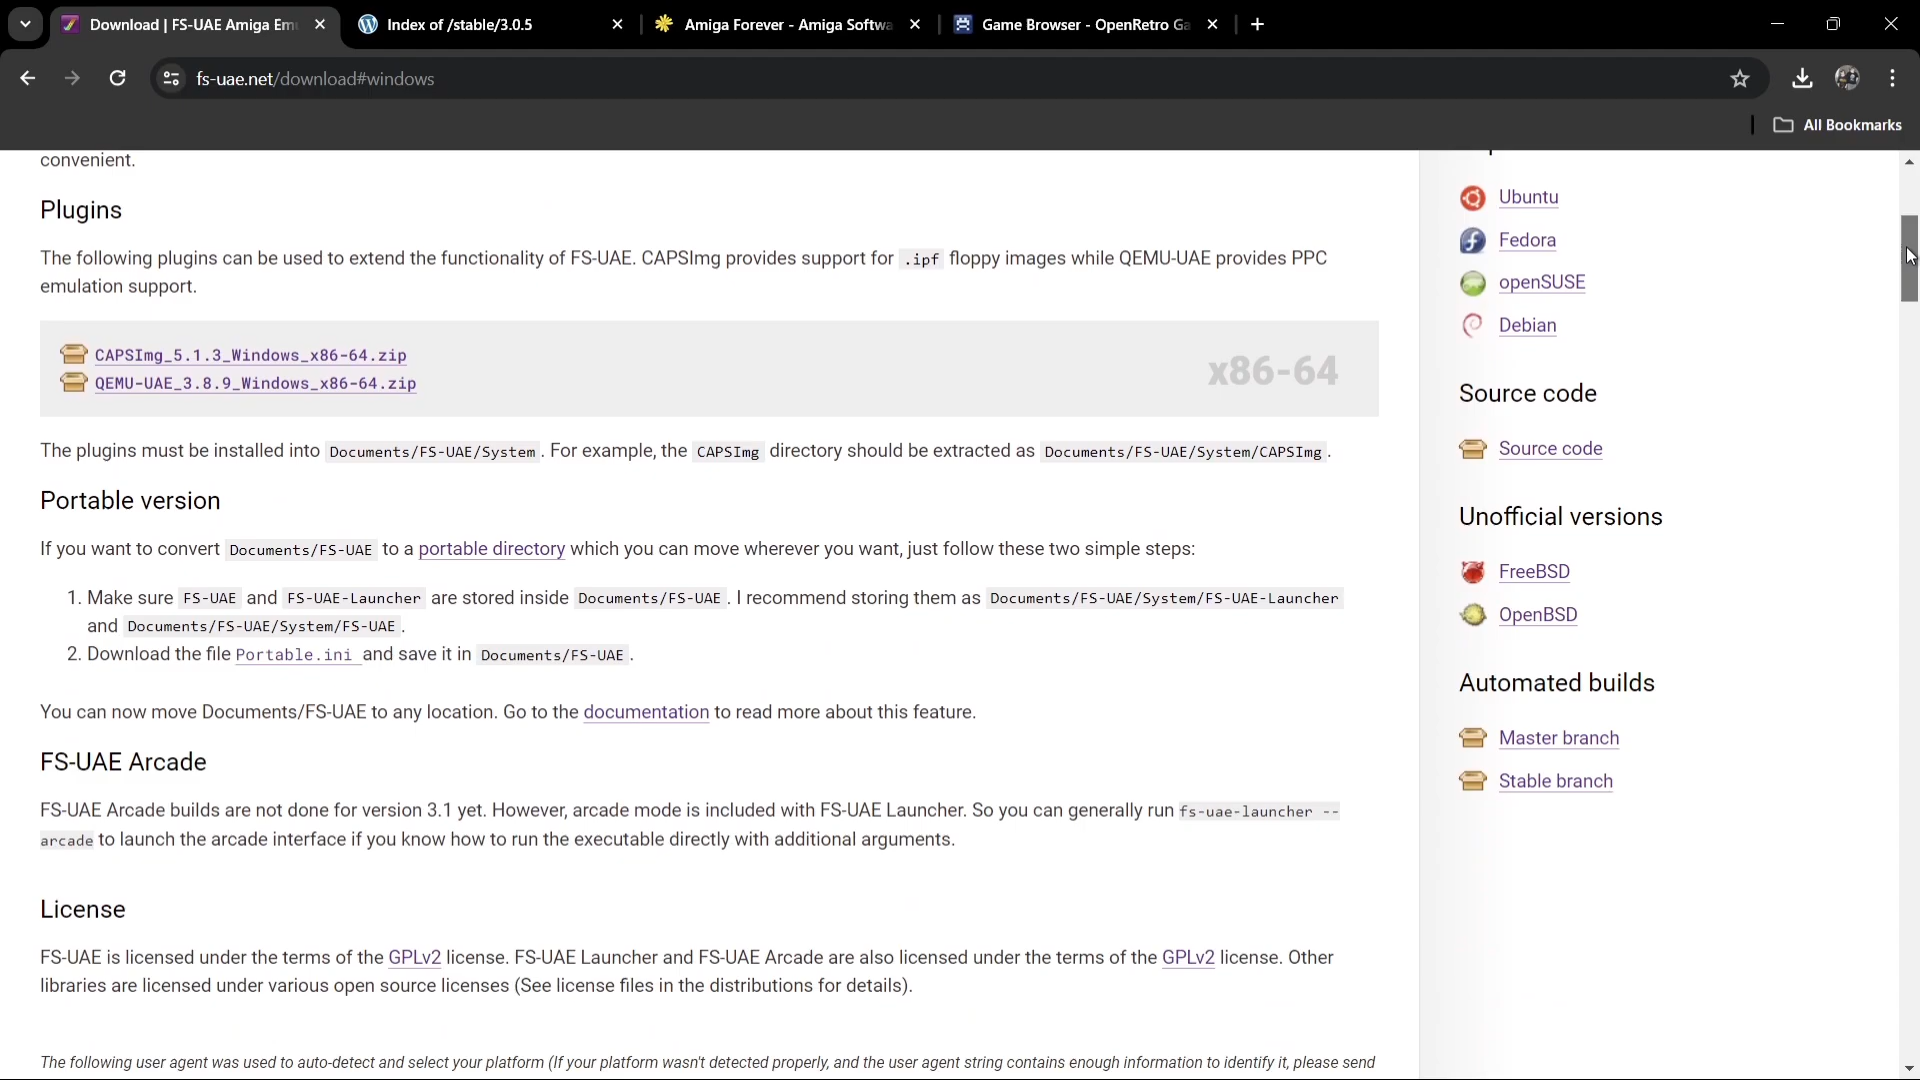 Download | FS-UAE Amiga Em
Index of /stable/3.0.5
Amiga Forever - Amiga Softwa
Game Browser - OpenRetro Ga
fs-uae.net/download#windows
All Bookmarks
convenient.
Plugins
The following plugins can be used to extend the functionality of FS-UAE. CAPSImg provides support for .ipf floppy images while QEMU-UAE provides PPC
emulation support.
CAPSImg_5.1.3_Windows_x86-64.zip
QEMU-UAE_3.8.9_Windows_x86-64.zip
x86-64
The plugins must be installed into Documents/FS-UAE/System. For example, the CAPSImg directory should be extracted as Documents/FS-UAE/System/CAPSImg.
Portable version
If you want to convert Documents/FS-UAE to a portable directory which you can move wherever you want, just follow these two simple steps:
1. Make sure FS-UAE and FS-UAE-Launcher are stored inside Documents/FS-UAE. I recommend storing them as Documents/FS-UAE/System/FS-UAE-Launcher
and Documents/FS-UAE/System/FS-UAE.
2. Download the file Portable.ini and save it in Documents/FS-UAE.
You can now move Documents/FS-UAE to any location. Go to the documentation to read more about this feature.
FS-UAE Arcade
FS-UAE Arcade builds are not done for version 3.1 yet. However, arcade mode is included with FS-UAE Launcher. So you can generally run fs-uae-launcher --
arcade to launch the arcade interface if you know how to run the executable directly with additional arguments.
License
FS-UAE is licensed under the terms of the GPLv2 license. FS-UAE Launcher and FS-UAE Arcade are also licensed under the terms of the GPLv2 license. Other
libraries are licensed under various open source licenses (See license files in the distributions for details).
The following user agent was used to auto-detect and select your platform (If your platform wasn't detected properly, and the user agent string contains enough information to identify it, please send
Ubuntu
Fedora
openSUSE
Debian
Source code
Source code
Unofficial versions
FreeBSD
OpenBSD
Automated builds
Master branch
Stable branch